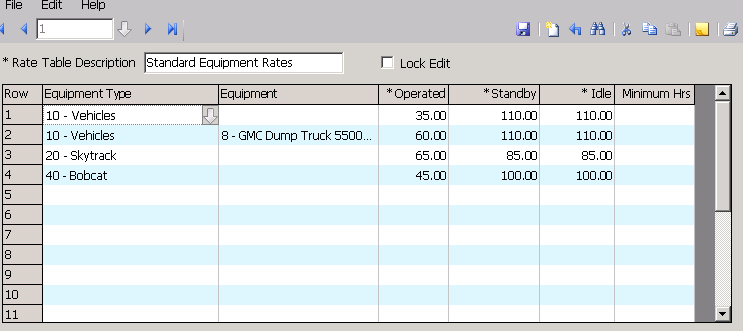 File Edit Help
1
* Rate Table Description Standard Equipment Rates Lock Edit
Row Equipment Type Equipment *Operated *Standby * Idle Minimum Hrs
1 10 - Vehicles 35.00 110.00 110.00
2 10 - Vehicles 8 - GMC Dump Truck 5500... 60.00 110.00 110.00
3 20 - Skytrack 65.00 85.00 85.00
4 40 - Bobcat 45.00 100.00 100.00
5
6
7
8
9
10
11